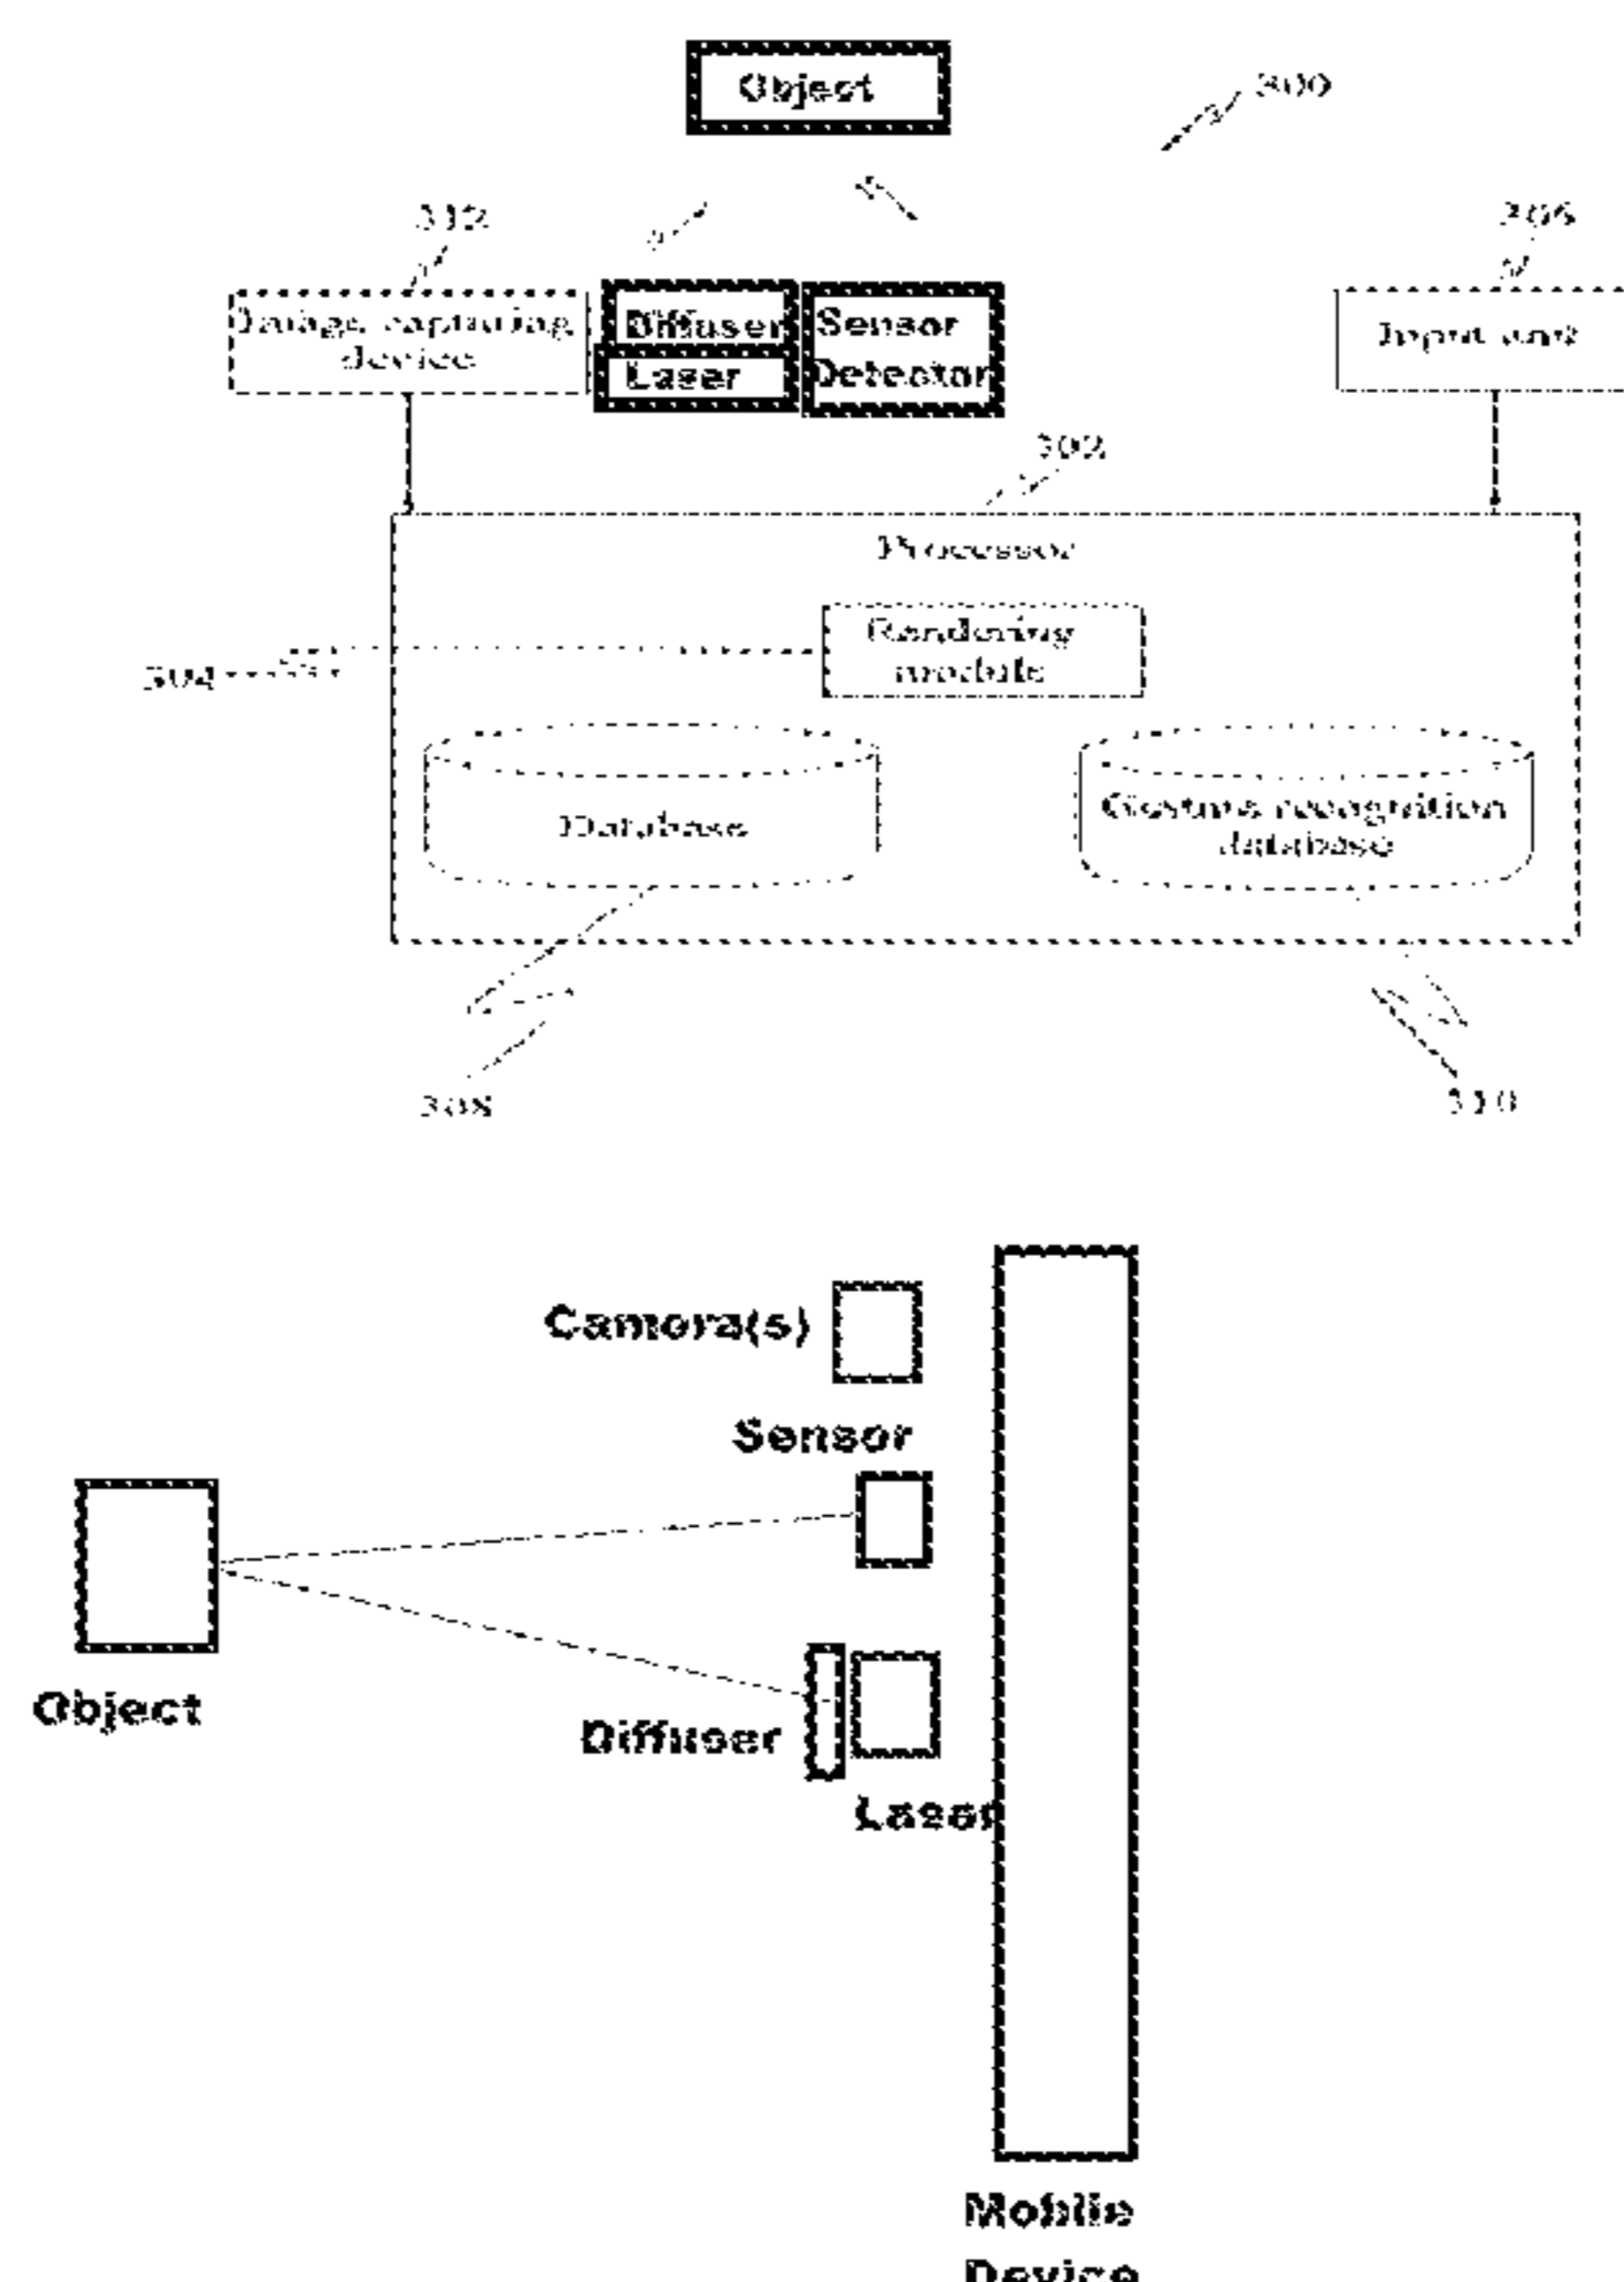 Object
300
312
306
Image capturing
device
Diffuser
Laser
Sensor
Detector
Input unit
302
Processor
Rendering
module
304
Database
Gesture recognition
database
308
310
Camera(s)
Sensor
Object
Diffuser
Laser
Mobile
Device